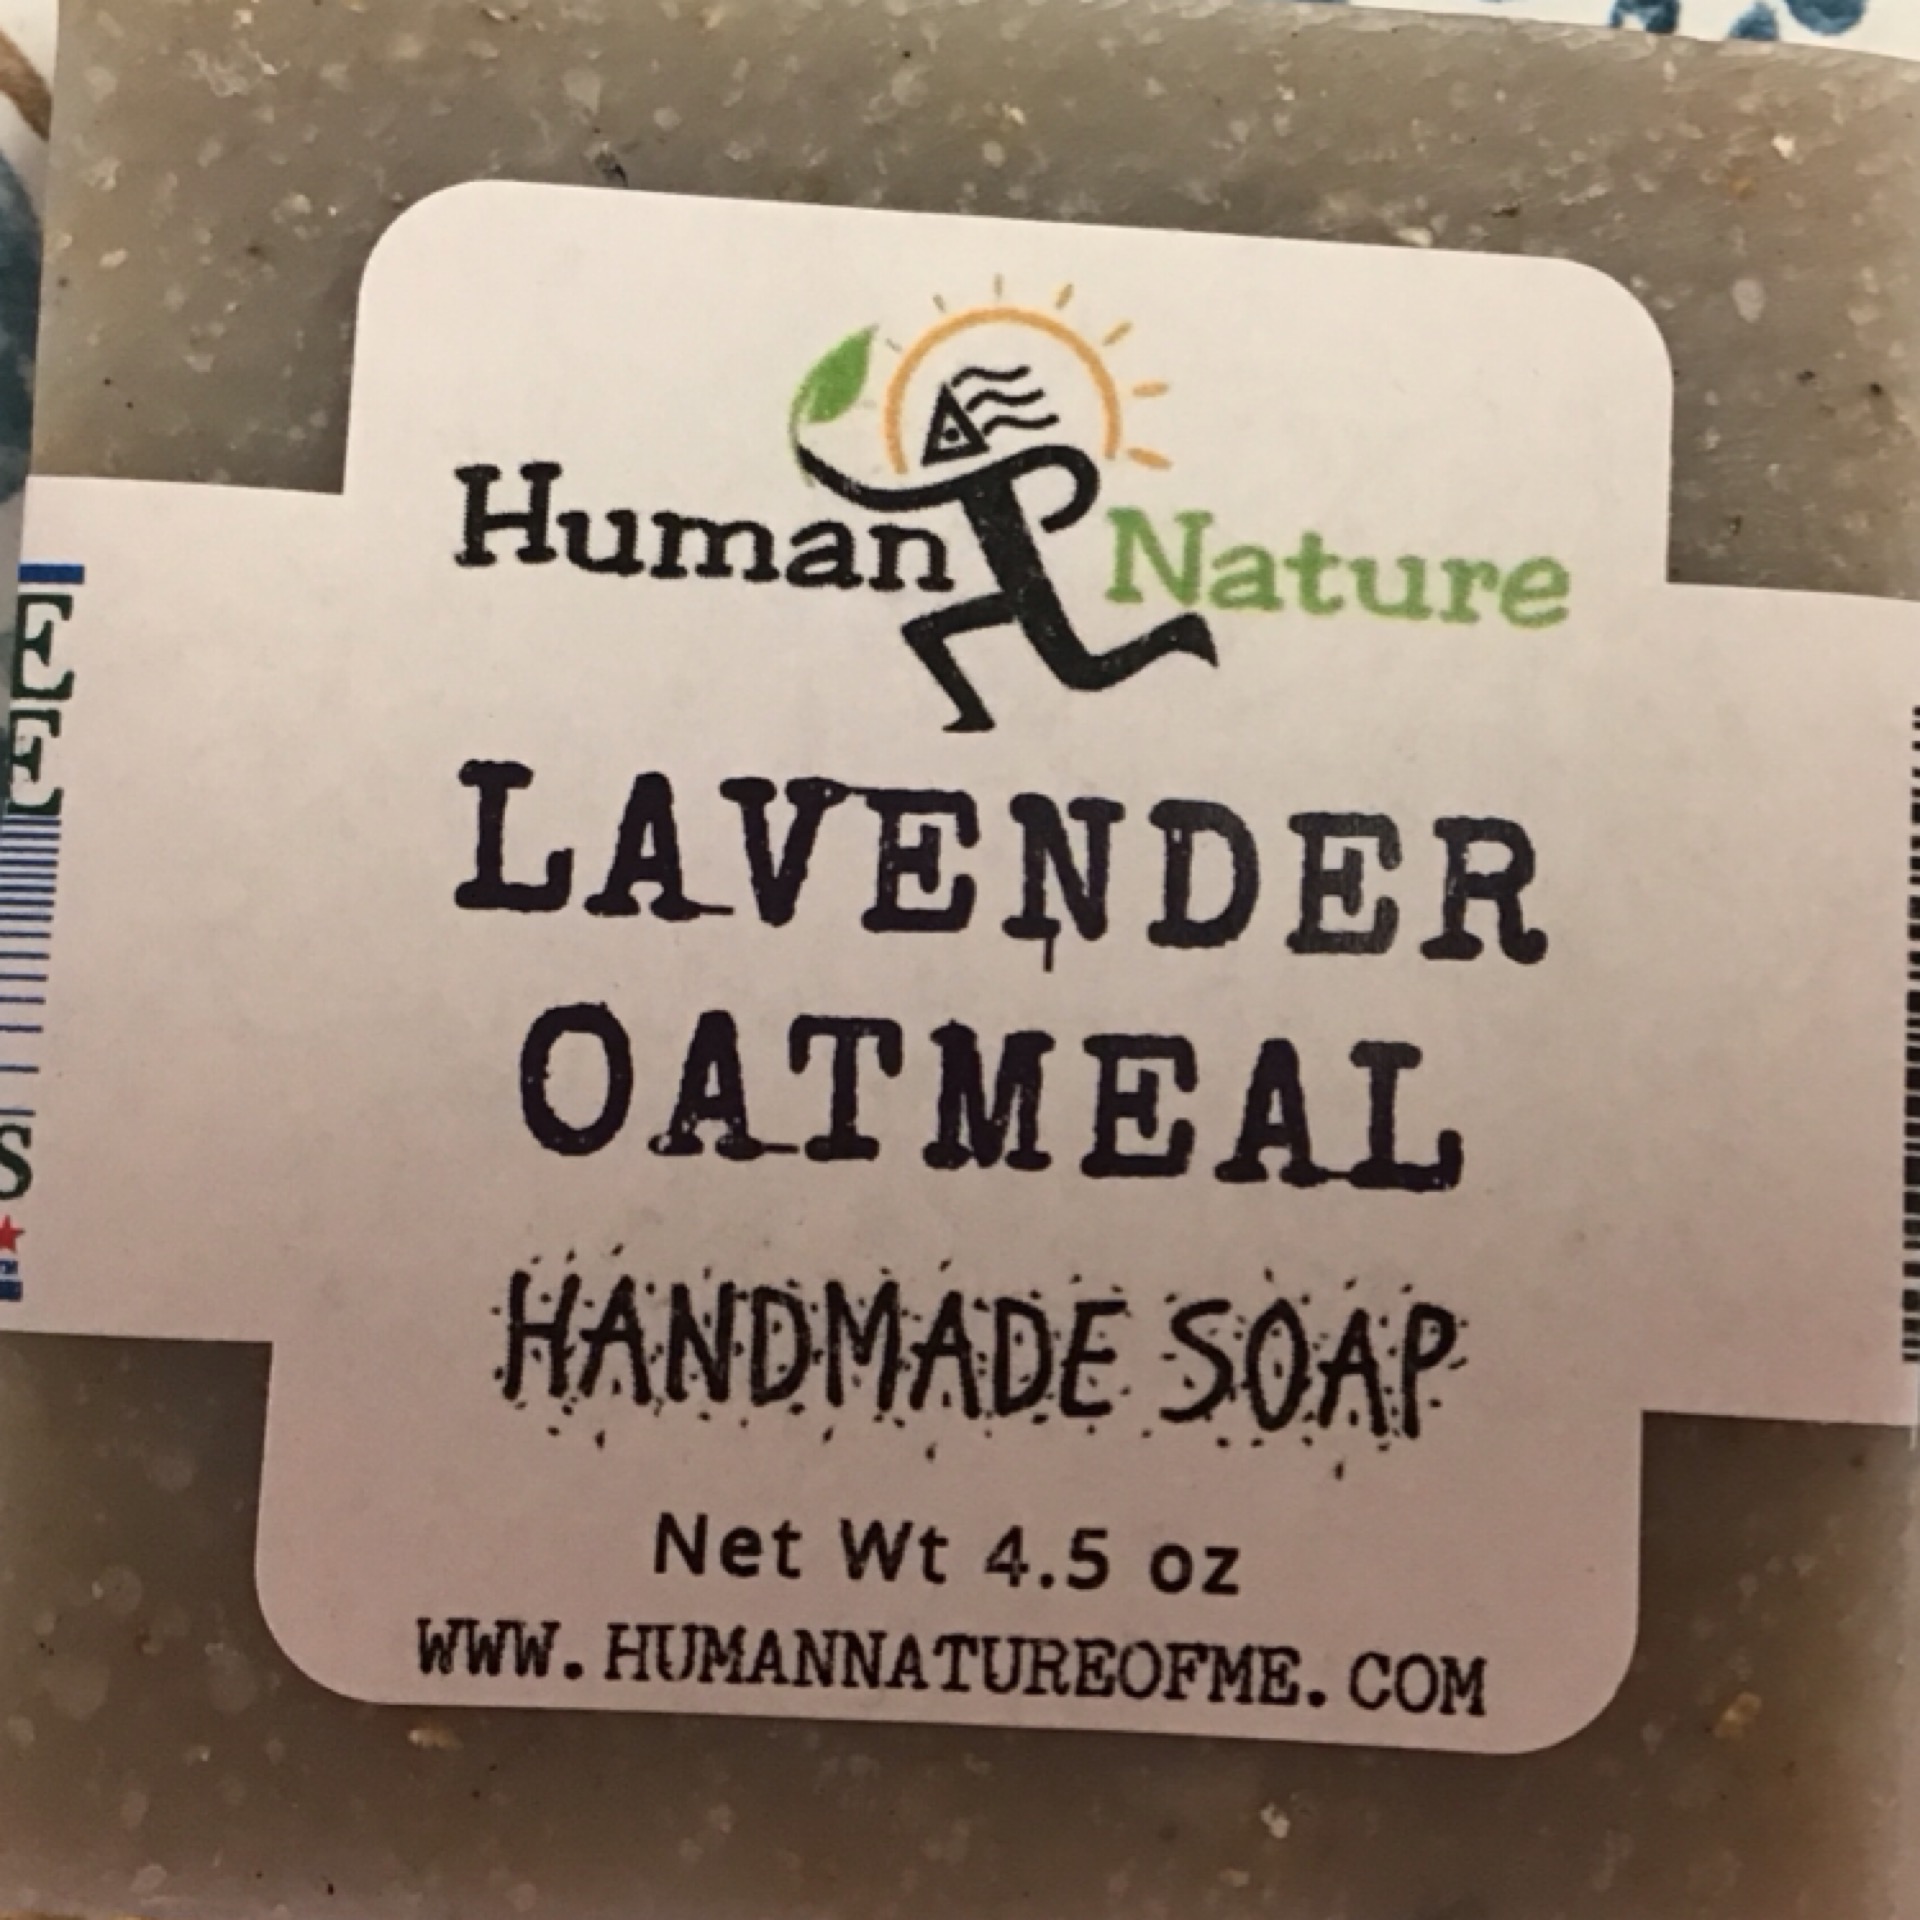 Human Nature
LAVENDER
OATMEAL
HANDMADE SOAP
Net Wt 4.5 oz
WWW.HUMANNATUREOFME.COM